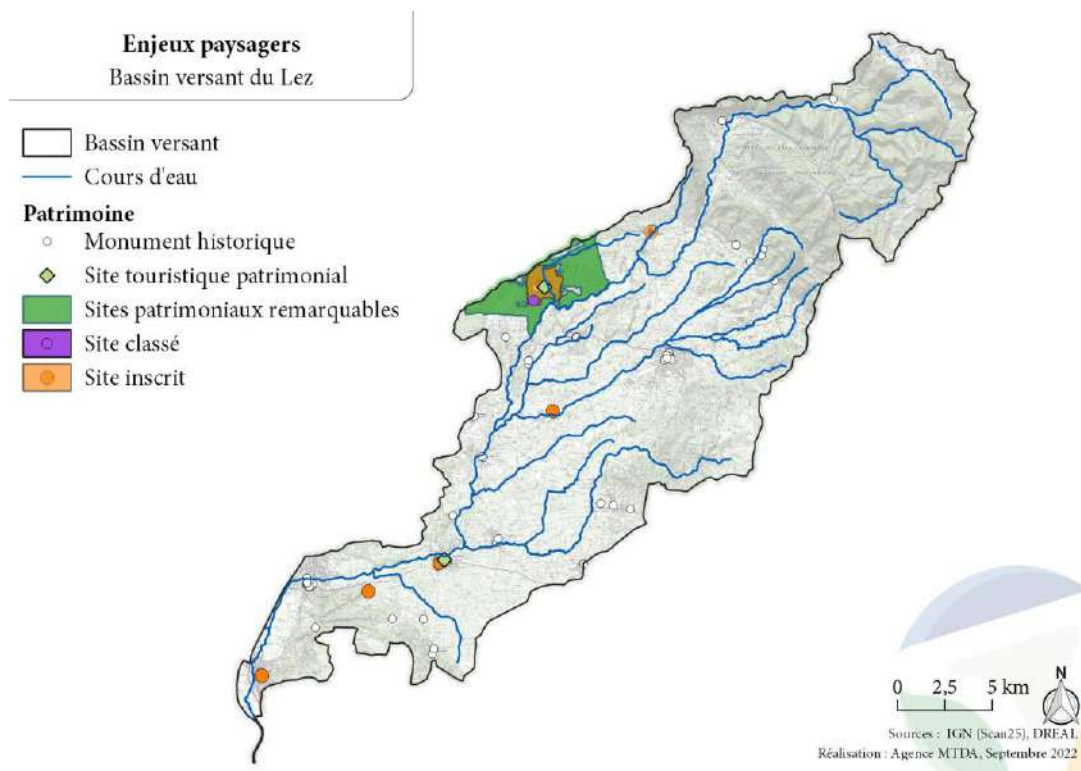 Enjeux paysagers
Bassin versant du Lez
Bassin versant
Cours d'eau
Patrimoine
Monument historique
Site touristique patrimonial
Sites patrimoniaux remarquables
Site classé
Site inscrit
0 2,5 5 km
N
Sources : IGN (Scan25), DREAL
Réalisation : Agence MTDA, Septembre 2022